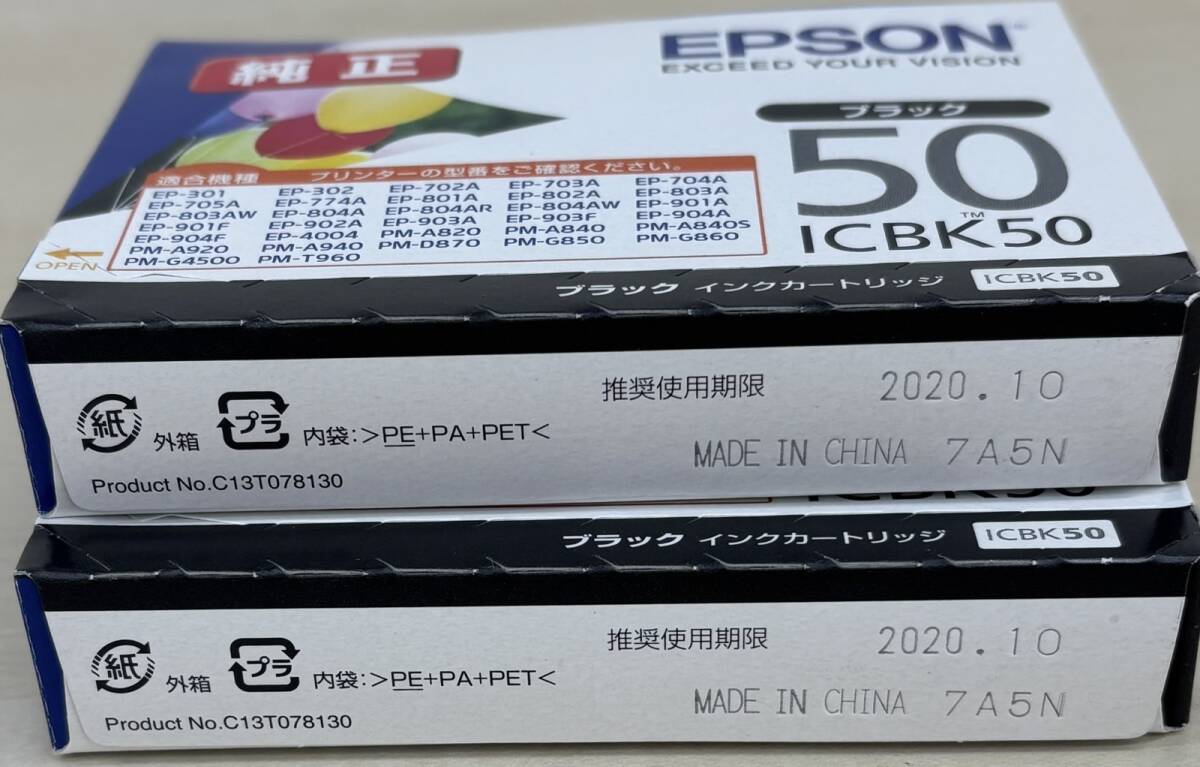 純正
EPSON
EXCEED YOUR VISION
ブラック
50
ICBK50™
適合機種 プリンターの型番をご確認ください。
EP-301 EP-302 EP-702A EP-703A EP-704A
EP-705A EP-774A EP-801A EP-802A EP-803A
EP-803AW EP-804A EP-804AR EP-804AW EP-901A
EP-901F EP-902A EP-903A EP-903F EP-904A
EP-904F EP-4004 PM-A820 PM-A840 PM-A840S
PM-A920 PM-A940 PM-D870 PM-G850 PM-G860
PM-G4500 PM-T960
OPEN
ブラック インクカートリッジ ICBK50
推奨使用期限 2020.10
紙 外箱 プラ 内袋:>PE+PA+PET<
MADE IN CHINA 7A5N
Product No.C13T078130
ICBK50
ブラック インクカートリッジ ICBK50
推奨使用期限 2020.10
紙 外箱 プラ 内袋:>PE+PA+PET<
MADE IN CHINA 7A5N
Product No.C13T078130